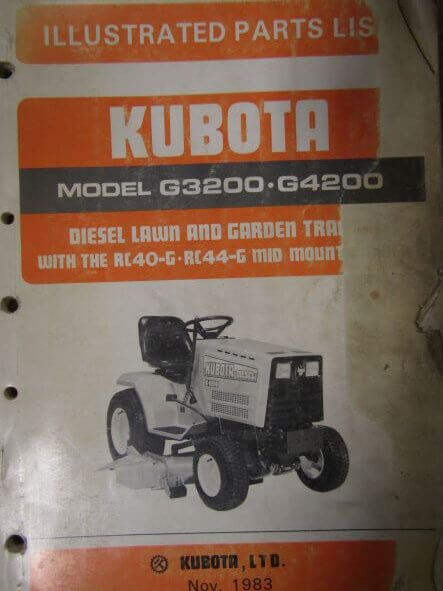 ILLUSTRATED PARTS LIS
KUBOTA
MODEL G3200·G4200
DIESEL LAWN AND GARDEN TRA
WITH THE RC40-G·RC44-G MID MOUNT
KUBOTA
KUBOTA, LTD.
Nov. 1983